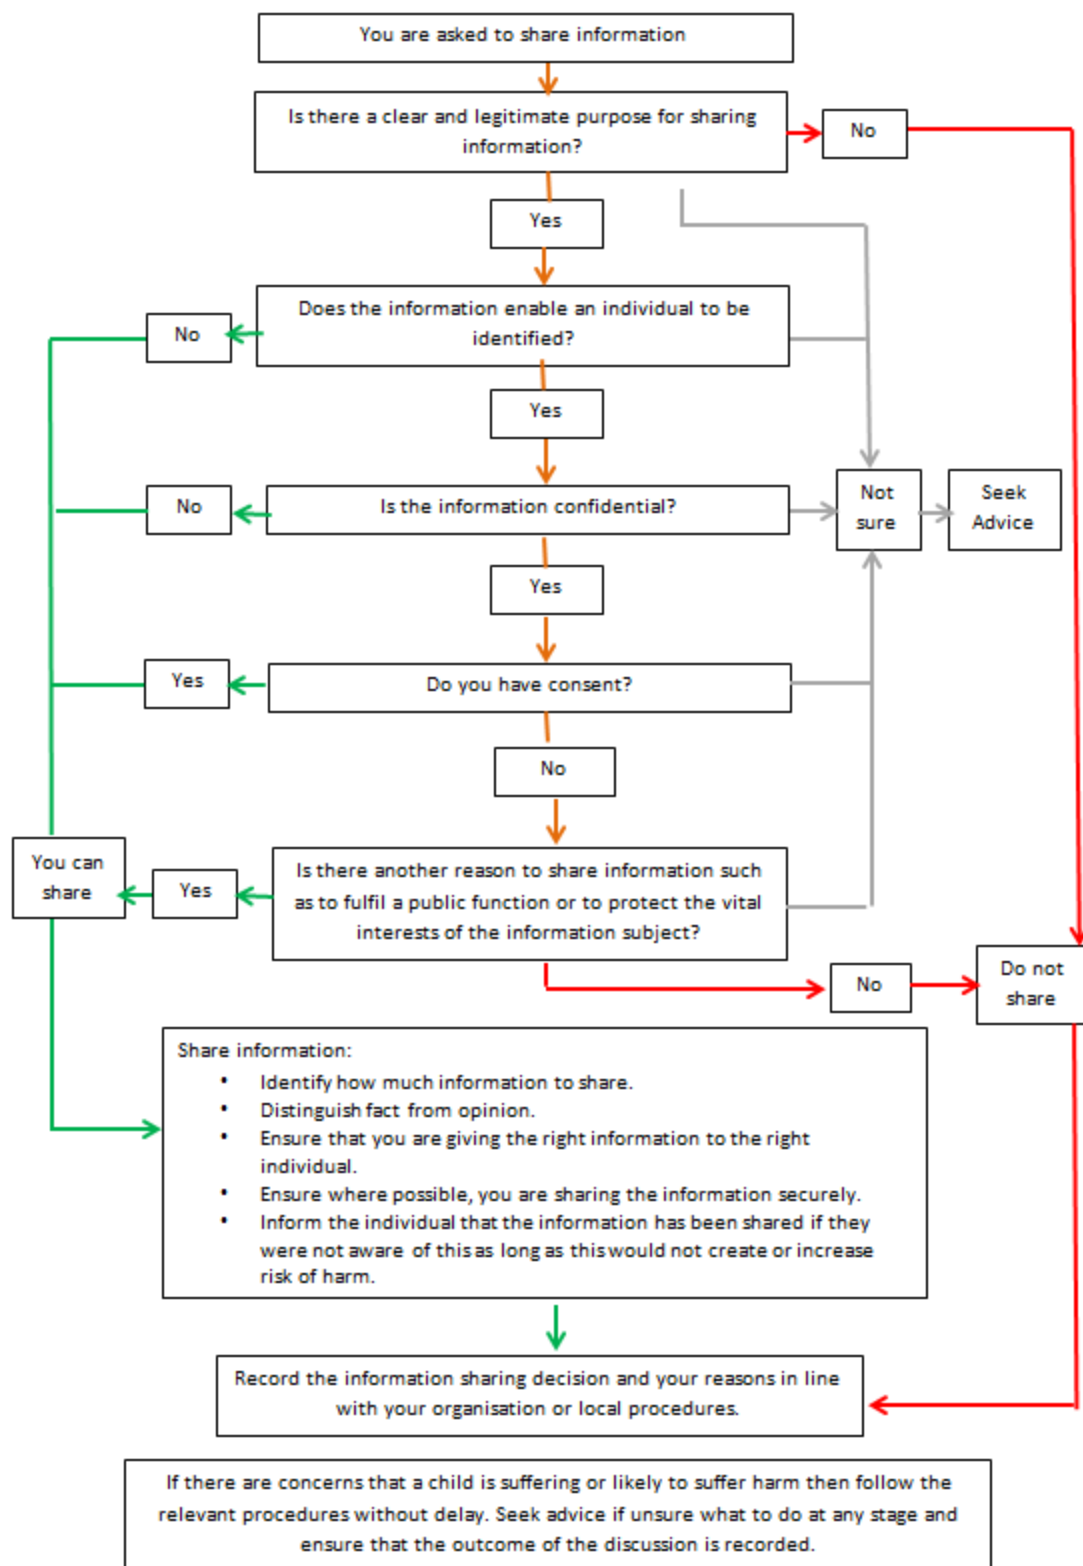 You are asked to share information
Is there a clear and legitimate purpose for sharing
information?
No
Yes
Does the information enable an individual to be
identified?
No
Yes
Is the information confidential?
No
Not
sure
Seek
Advice
Yes
Do you have consent?
Yes
No
Is there another reason to share information such
as to fulfil a public function or to protect the vital
interests of the information subject?
Yes
You can
share
No
Do not
share
Share information:
• Identify how much information to share.
• Distinguish fact from opinion.
• Ensure that you are giving the right information to the right
individual.
• Ensure where possible, you are sharing the information securely.
• Inform the individual that the information has been shared if they
were not aware of this as long as this would not create or increase
risk of harm.
Record the information sharing decision and your reasons in line
with your organisation or local procedures.
If there are concerns that a child is suffering or likely to suffer harm then follow the
relevant procedures without delay. Seek advice if unsure what to do at any stage and
ensure that the outcome of the discussion is recorded.